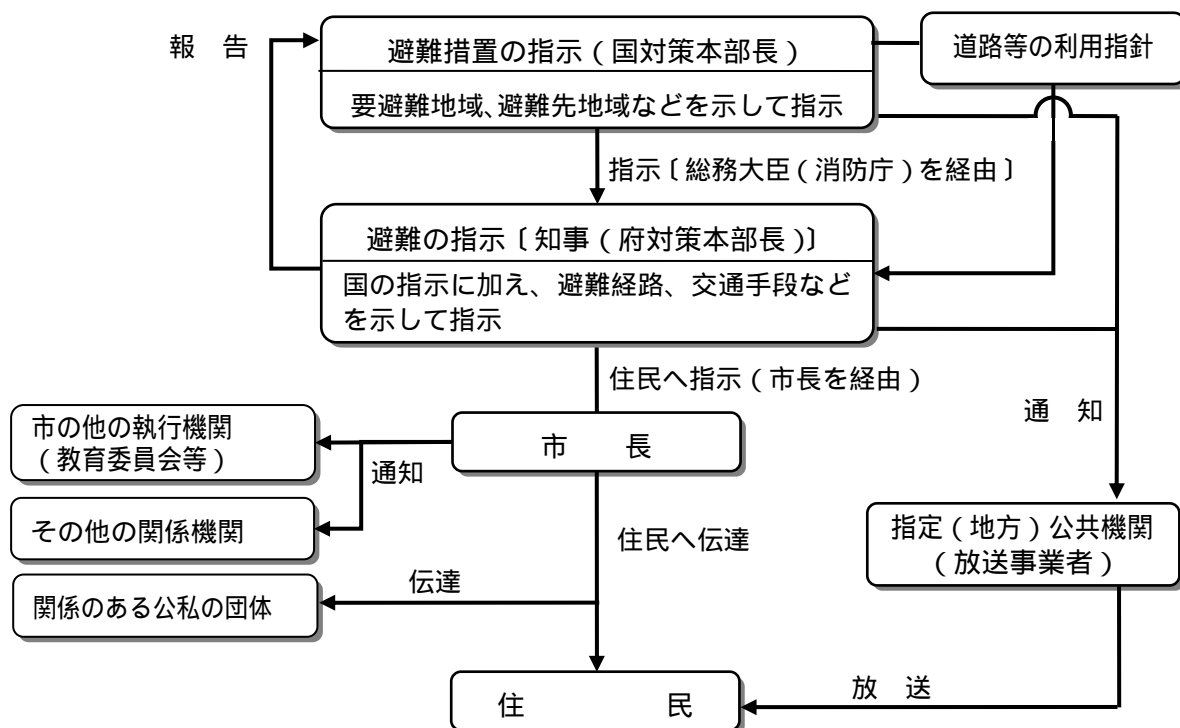 報　告
避難措置の指示（国対策本部長）
要避難地域、避難先地域などを示して指示
道路等の利用指針
指示〔総務大臣（消防庁）を経由〕
避難の指示〔知事（府対策本部長）〕
国の指示に加え、避難経路、交通手段など
を示して指示
住民へ指示（市長を経由）
通　知
市の他の執行機関
（教育委員会等）
市　　長
通知
その他の関係機関
住民へ伝達
指定（地方）公共機関
（放送事業者）
伝達
関係のある公私の団体
放　送
住　　　　民